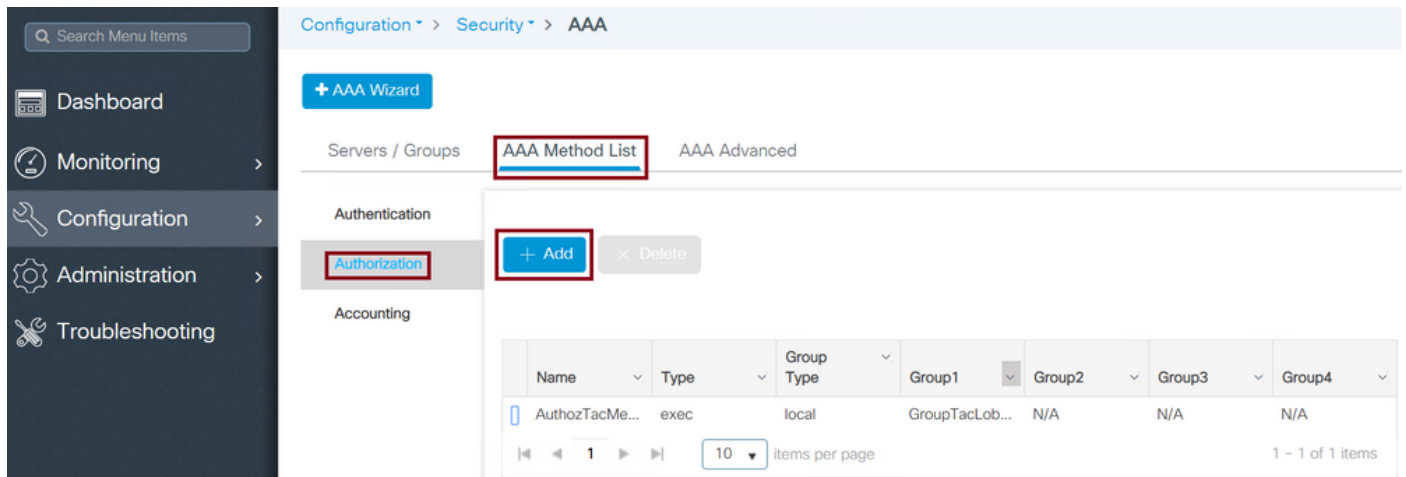 Search Menu Items
Dashboard
Monitoring
Configuration
Administration
Troubleshooting
Configuration > Security > AAA
+ AAA Wizard
Servers / Groups AAA Method List AAA Advanced
Authentication
Authorization
Accounting
+ Add × Delete
Name Type Group Type Group1 Group2 Group3 Group4
AuthozTacMe... exec local GroupTacLob... N/A N/A N/A
1 10 items per page 1 - 1 of 1 items